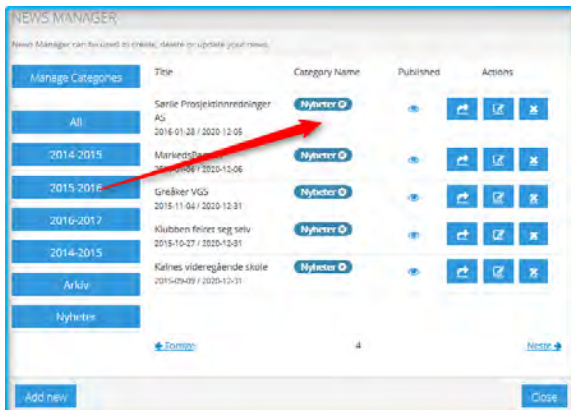 NEWS MANAGER
News Manager can be used to create, delete or update your news.
Manage Categories
All
2014-2015
2015-2016
2016-2017
2014-2015
Arkiv
Nyheter
Title Category Name Published Actions
Sørlie Prosjektinnredninger
AS
2016-01-28 / 2020-12-05
Nyheter
/ 2020-12-06
Nyheter
Greåker VGS
2015-11-04 / 2020-12-31
Nyheter
Klubben feiret seg selv
2015-10-27 / 2020-12-31
Nyheter
Kalnes videregående skole
2015-09-09 / 2020-12-31
Nyheter
Forrige 4 Neste
Add new Close